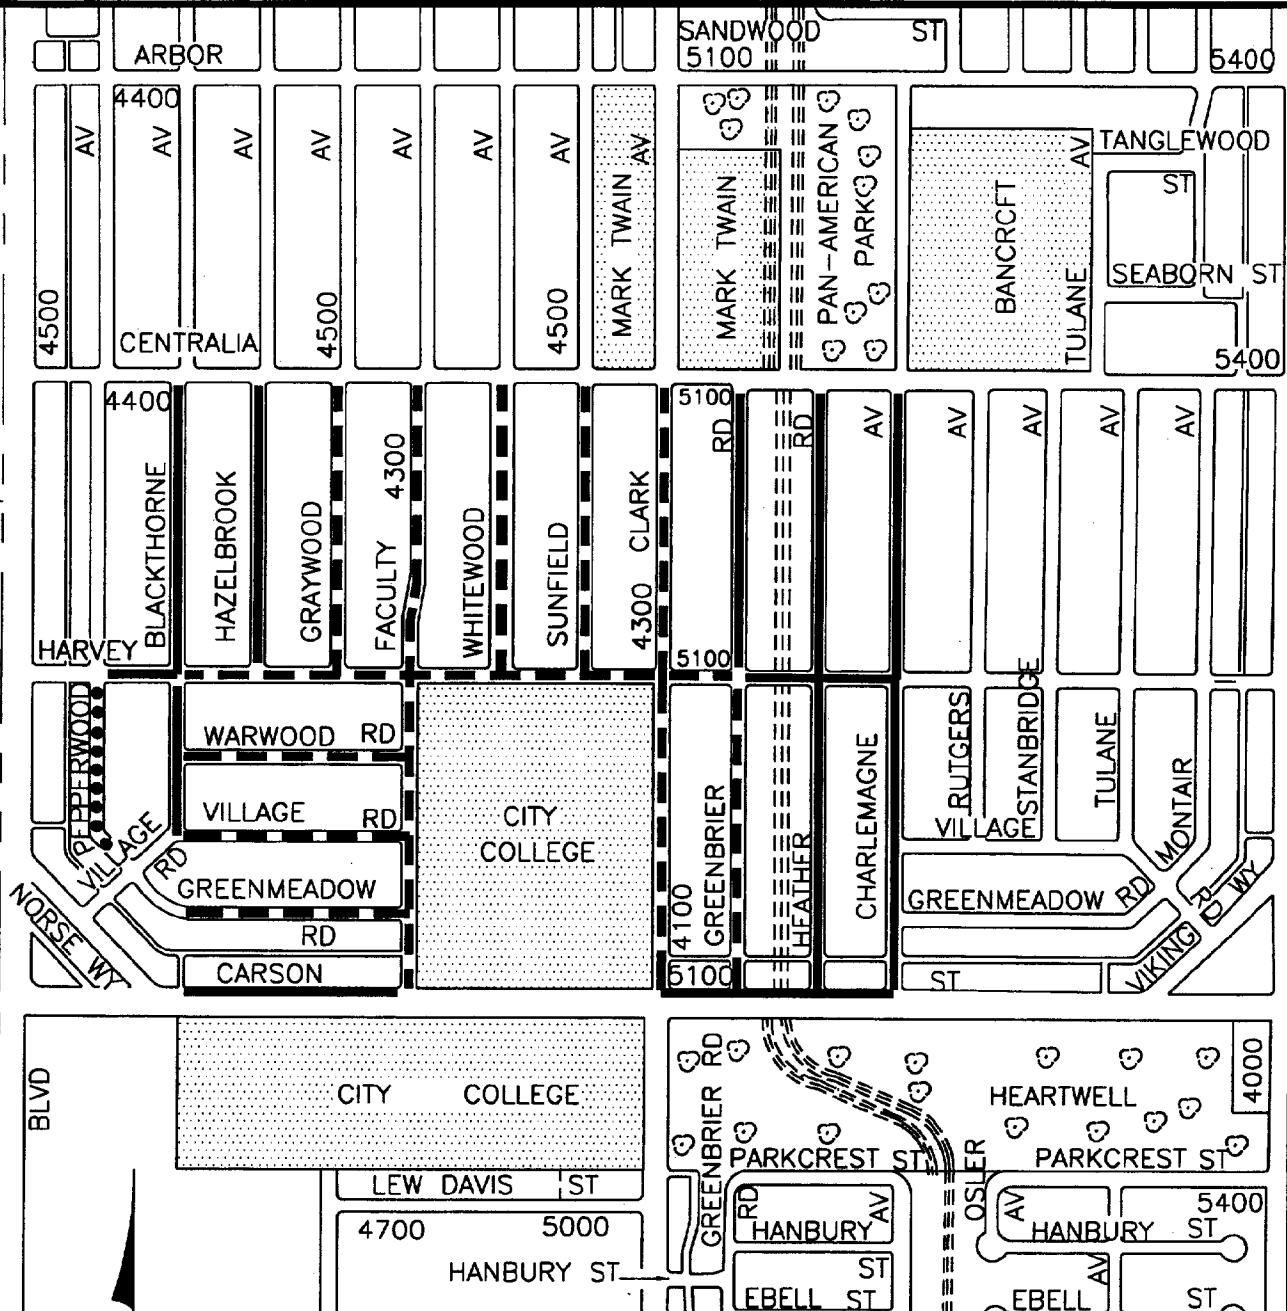 SANDWOOD ST
ARBOR
5100
5400
4400
AV
AV
AV
AV
AV
AV
AV
AV
AV
TANGLEWOOD
ST
MARK TWAIN
MARK TWAIN
PAN-AMERICAN
PARK
BANCRCFT
TULANE
SEABORN ST
4500
4500
4500
CENTRALIA
5400
4400
5100
RD
RD
AV
AV
AV
AV
AV
4300
BLACKTHORNE
HAZELBROOK
GRAYWOOD
FACULTY
WHITEWOOD
SUNFIELD
4300 CLARK
HARVEY
5100
PEPPERWOOD
WARWOOD RD
VILLAGE RD
VILLAGE
RD
GREENMEADOW
RD
NORSE WY
CARSON
CITY
COLLEGE
4100
GREENBRIER
HEATHER
CHARLEMAGNE
RUTGERS
STANBRIDGE
TULANE
MONTAIR
VILLAGE
GREENMEADOW RD
RD
WY
VIKING
5100
ST
BLVD
CITY COLLEGE
GREENBRIER RD
HEARTWELL
4000
PARKCREST ST
PARKCREST ST
OSLER
LEW DAVIS ST
4700 5000
RD
AV
HANBURY
ST
AV
5400
HANBURY ST
HANBURY ST
AV
EBELL ST
EBELL ST